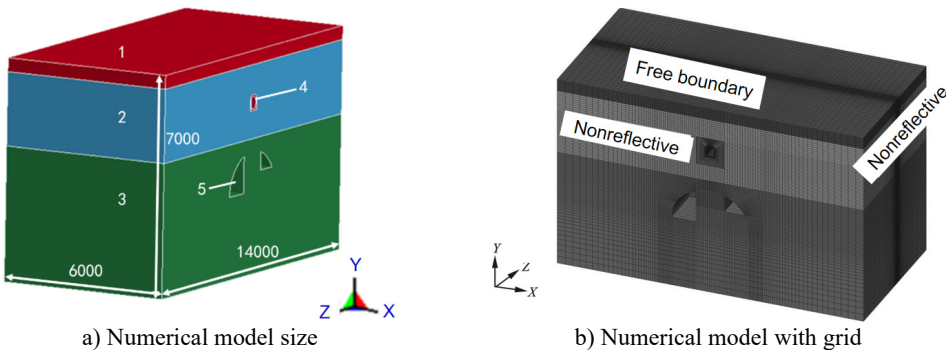 1
2
3
4
5
7000
6000
14000
Y
Z
X
a) Numerical model size
Free boundary
Nonreflective
Nonreflective
Y
Z
X
b) Numerical model with grid